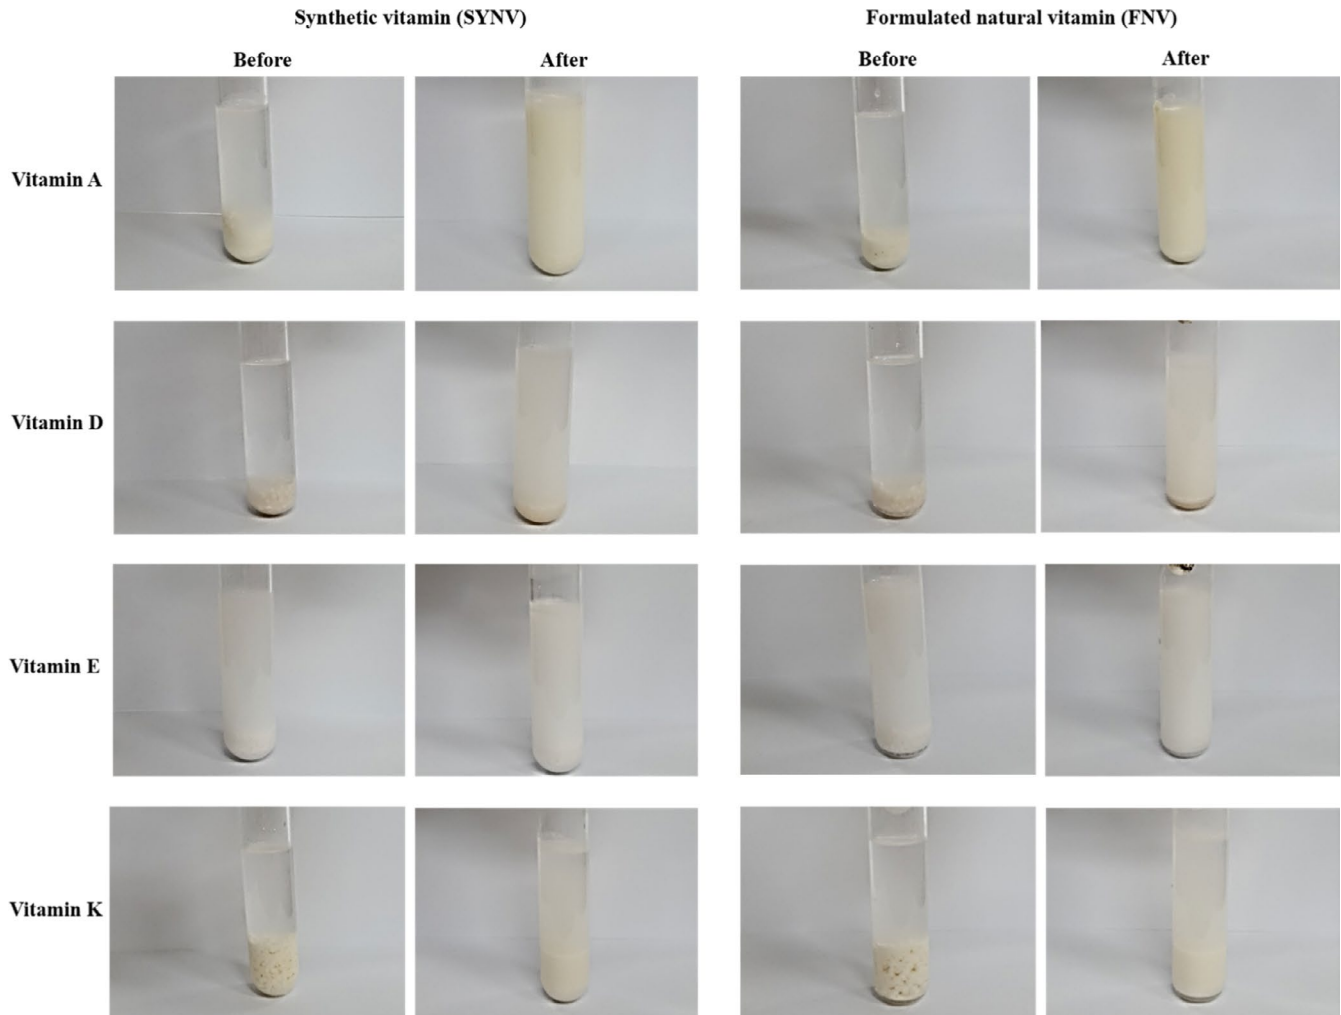 Synthetic vitamin (SYNV)
Formulated natural vitamin (FNV)
Before
After
Before
After
Vitamin A
Vitamin D
Vitamin E
Vitamin K